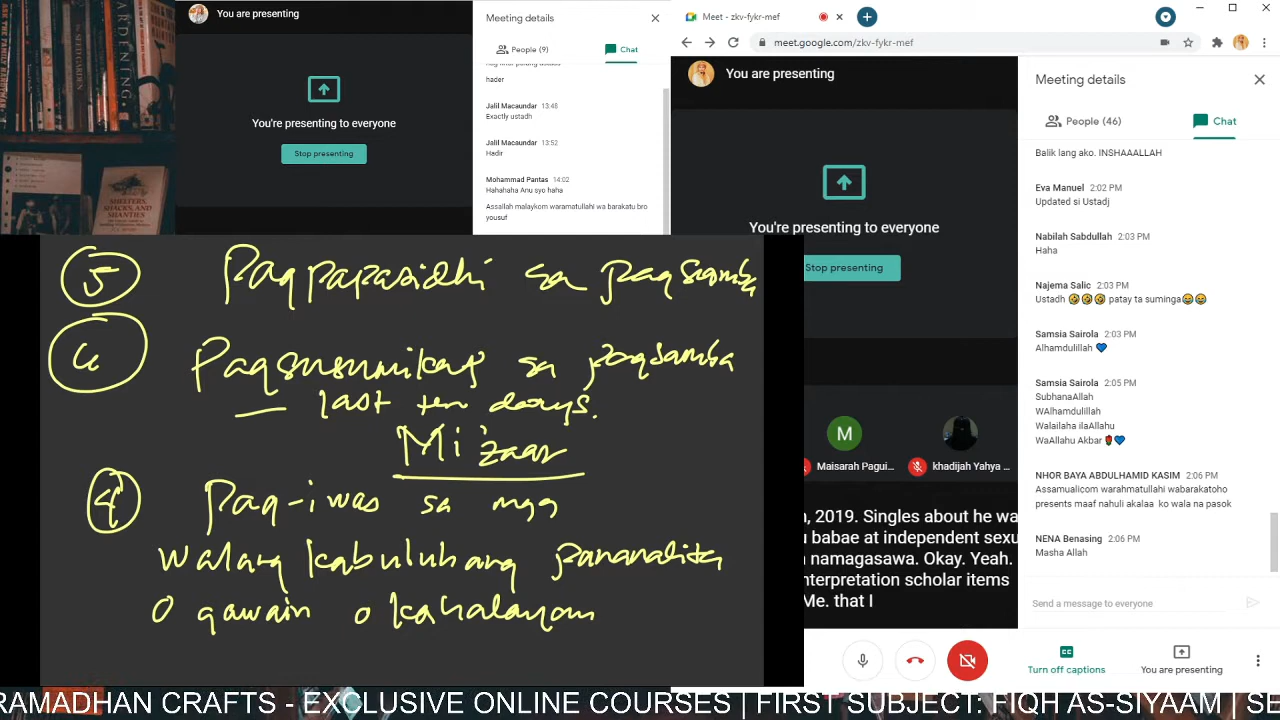 GARDENING
SHELTERS,
SHACKS, AND
SHANTIES
You are presenting
You're presenting to everyone
Stop presenting
Meeting details
People (9)
Chat
hader
Jalil Macaundar 13:48
Exactly ustadh
Jalil Macaundar 13:52
Hadir
Mohammad Pantas 14:02
Hahahaha Anu syo haha
Assallah malaykom waramatullahi wa barakatu bro
yousuf
Meet - zkv-fykr-mef
meet.google.com/zkv-fykr-mef
You are presenting
You're presenting to everyone
Stop presenting
Maisarah Pagui...
khadijah Yahya ...
M
, 2019. Singles about he wa
u babae at independent sexu
namagasawa. Okay. Yeah.
nterpretation scholar items
Me. that I
Meeting details
People (46)
Chat
Balik lang ako. INSHAAALLAH
Eva Manuel 2:02 PM
Updated si Ustadj
Nabilah Sabdullah 2:03 PM
Haha
Najema Salic 2:03 PM
Ustadh 🤣🤣🤣 patay ta suminga😂😂
Samsia Sairola 2:04 PM
Alhamdulillah 💙
Samsia Sairola 2:05 PM
SubhanaAllah
WAlhamdulillah
Walailaha ilaAllahu
WaAllahu Akbar 🌹💙
NHOR BAYA ABDULHAMID KASIM 2:06 PM
Assamualicom warahmatullahi wabarakatoho
presents maaf nahuli akalaa ko wala na pasok
NENA Benasing 2:06 PM
Masha Allah
Send a message to everyone
Turn off captions
You are presenting
5 Pagpapasidhi sa pagsamba
Pagsusumikap sa pagsamba
last ten days.
Mi'zaar
Pag-iwas sa mga
walang kabuluhang pananalita
o gawain o kahalayan
RAMADHAN CRAFTS - EXCLUSIVE ONLINE COURSES | FIRST SUBJECT: FIQH AS-SIYAAM | SE